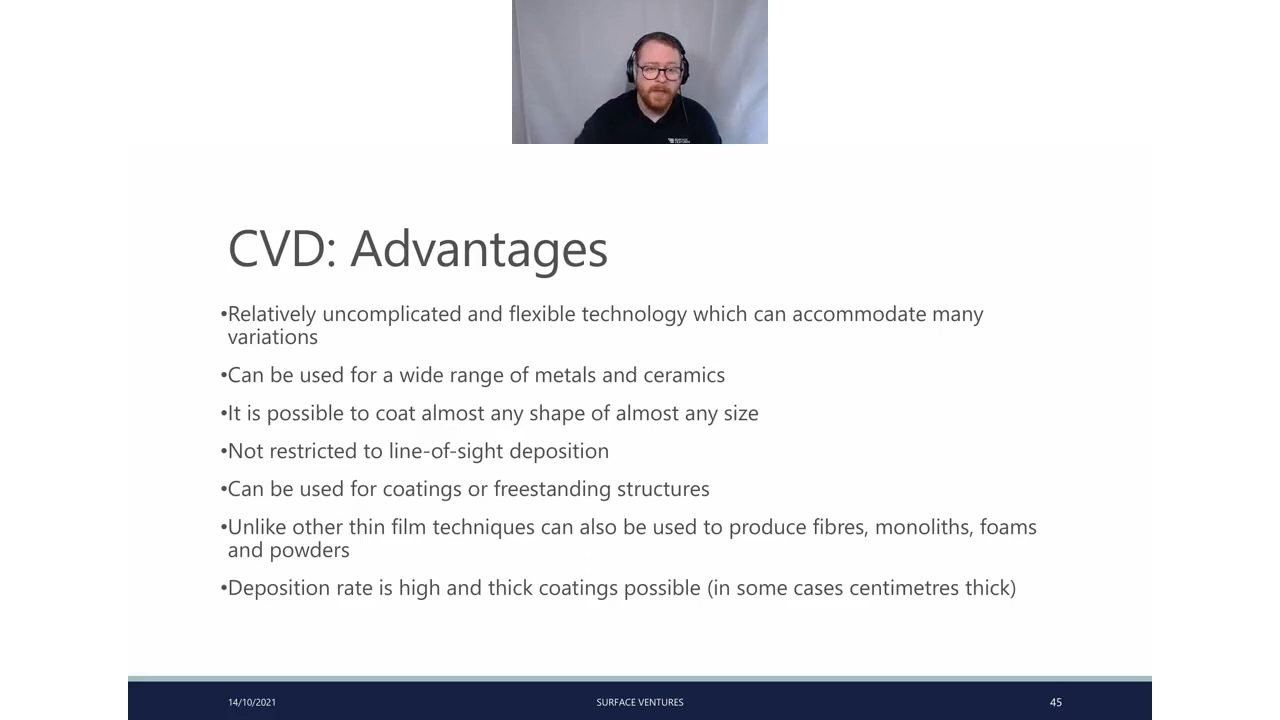 CVD: Advantages
•Relatively uncomplicated and flexible technology which can accommodate many
variations
•Can be used for a wide range of metals and ceramics
•It is possible to coat almost any shape of almost any size
•Not restricted to line-of-sight deposition
•Can be used for coatings or freestanding structures
•Unlike other thin film techniques can also be used to produce fibres, monoliths, foams
and powders
•Deposition rate is high and thick coatings possible (in some cases centimetres thick)
14/10/2021
SURFACE VENTURES
45